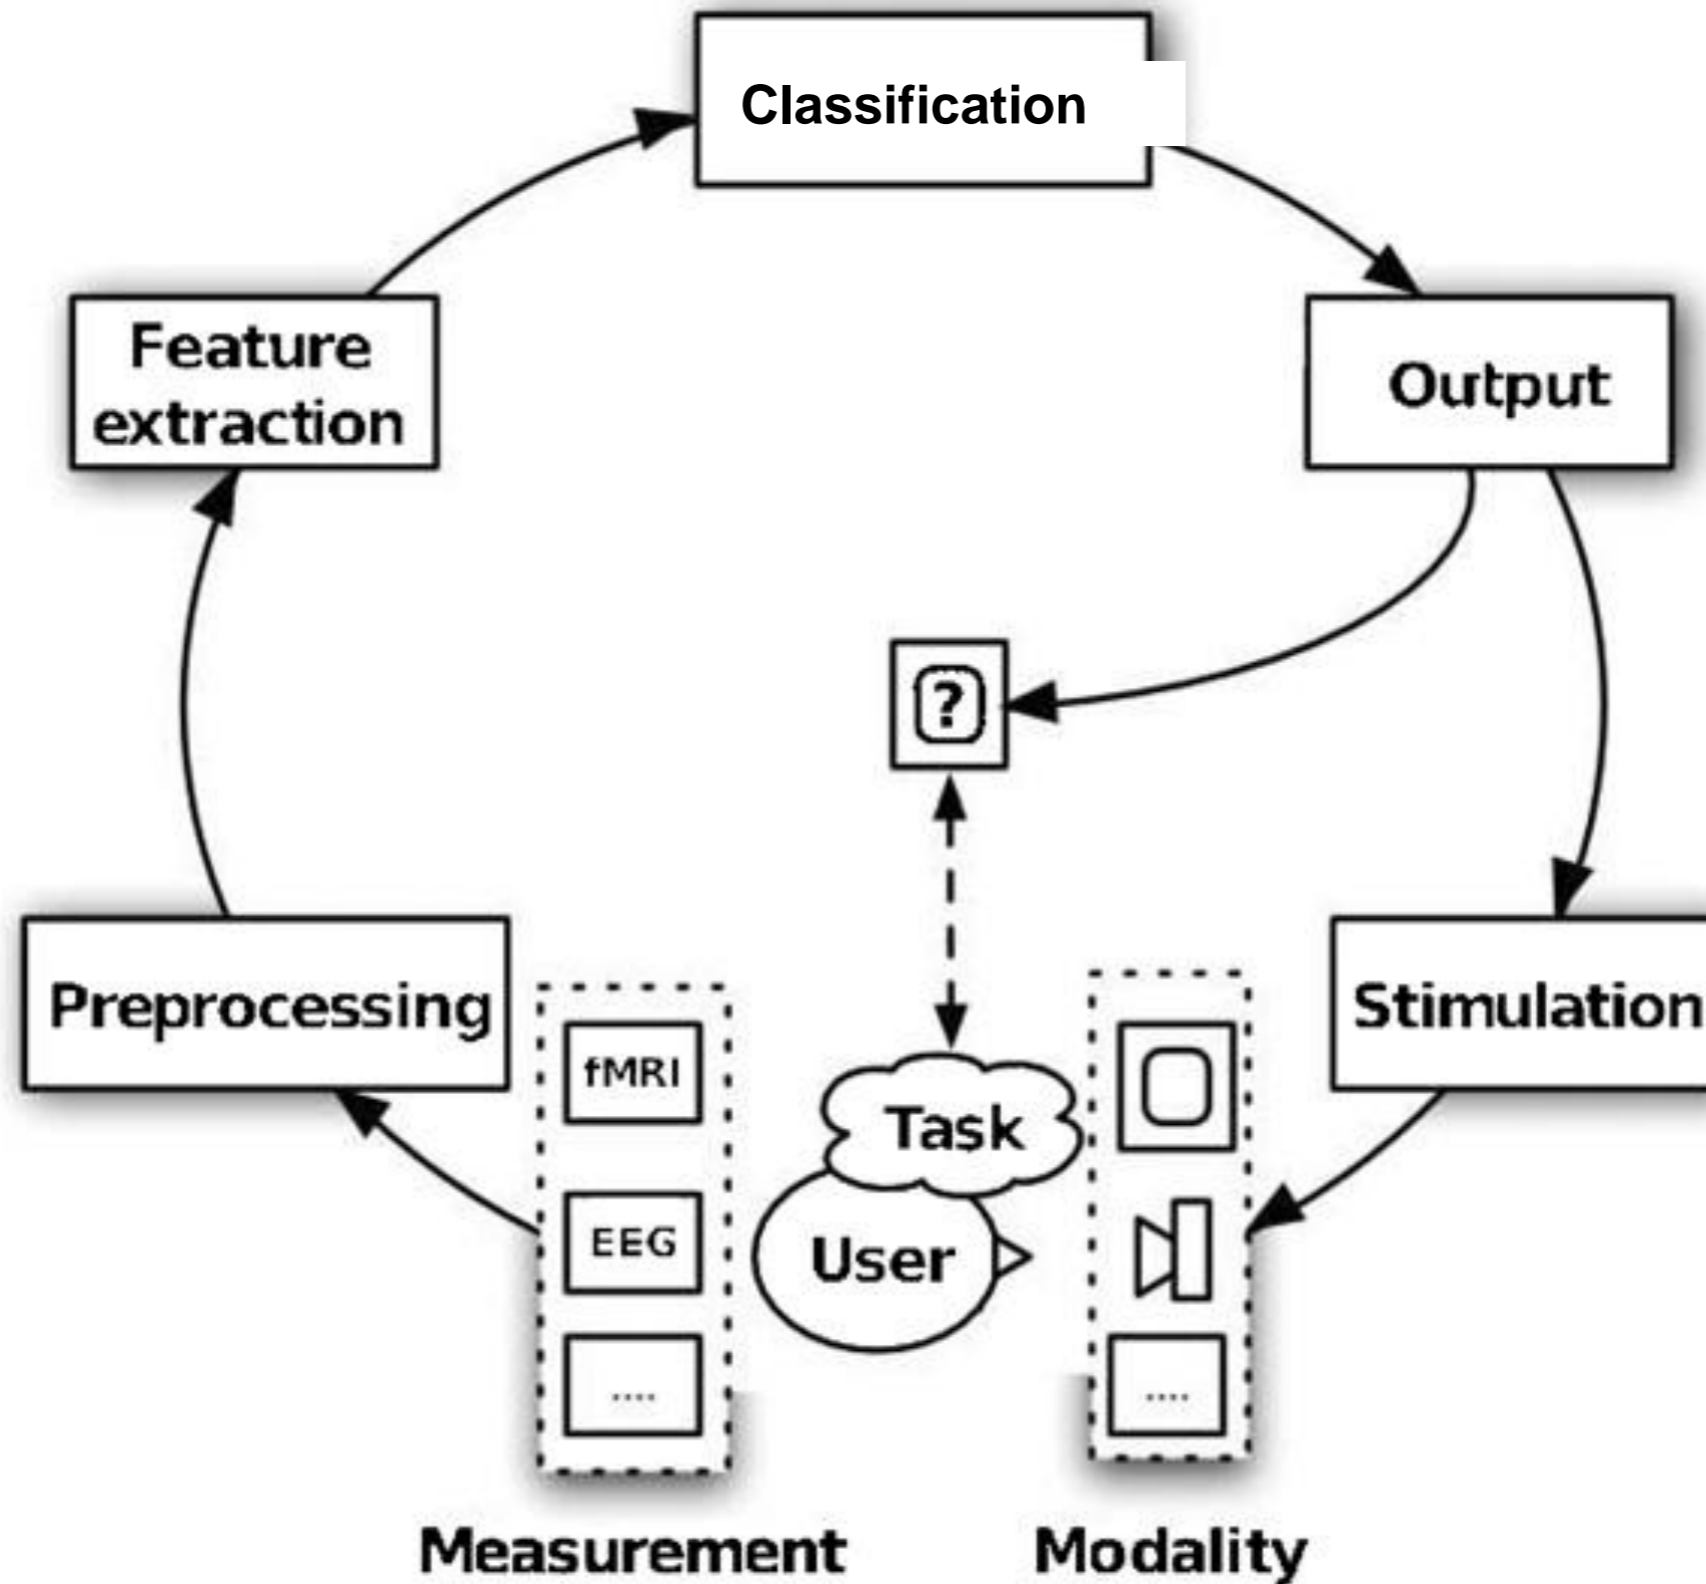 Classification
Feature
extraction
Output
?
Preprocessing
Stimulation
fMRI
Task
EEG
User
....
....
Measurement
Modality